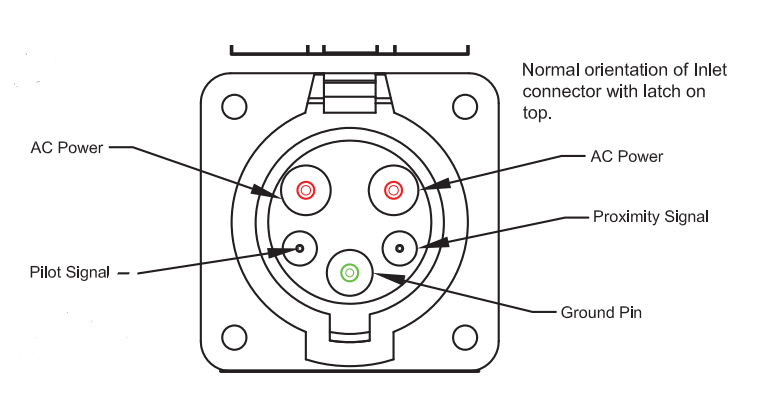 Normal orientation of Inlet
connector with latch on
top.
AC Power
AC Power
Proximity Signal
Pilot Signal
Ground Pin